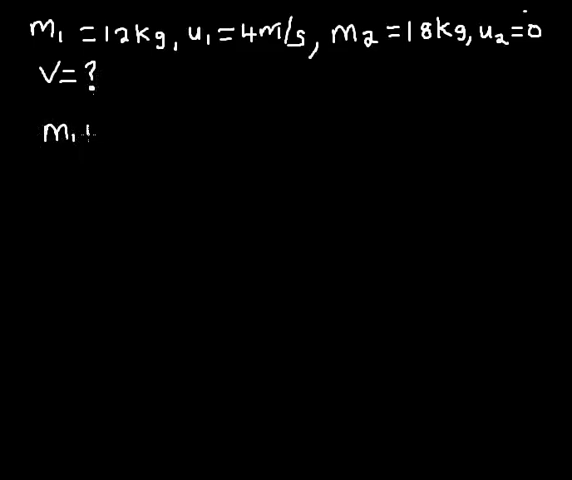 m₁ = 12kg, u₁ = 4m/s, m₂ = 18kg, u₂ = 0
V = ?
m₁